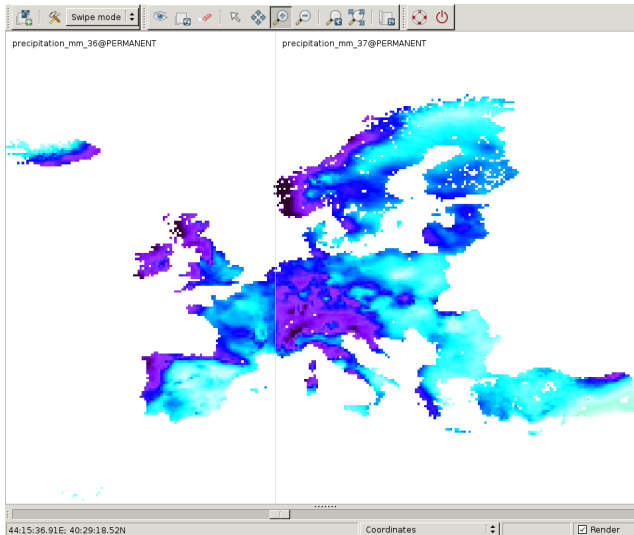 Swipe mode
precipitation_mm_36@PERMANENT
precipitation_mm_37@PERMANENT
44:15:36.91E; 40:29:18.52N
Coordinates
Render